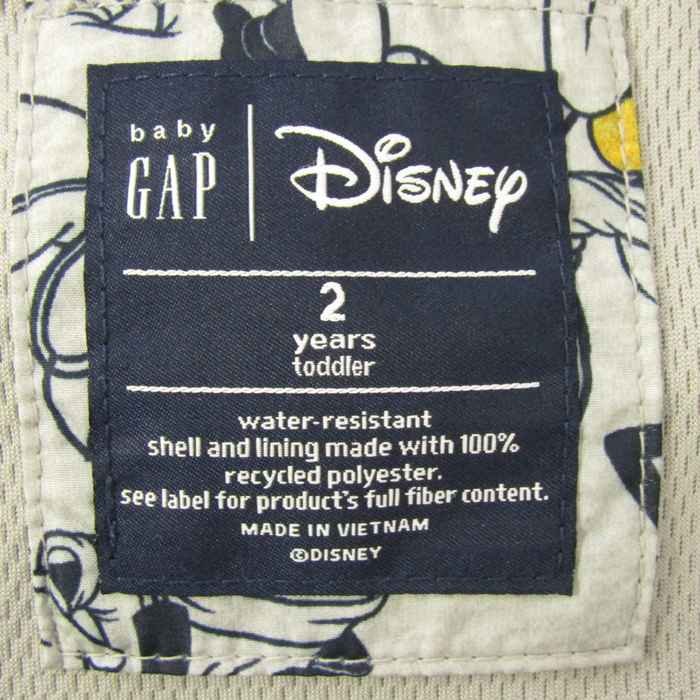 baby
GAP
Disney
2
years
toddler
water-resistant
shell and lining made with 100%
recycled polyester.
see label for product's full fiber content.
MADE IN VIETNAM
©DISNEY